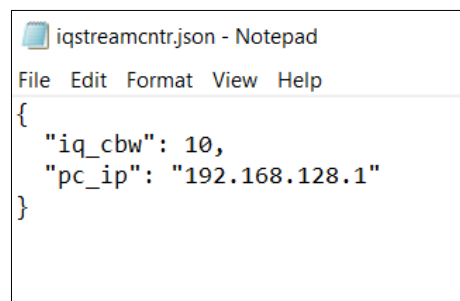 iqstreamcntr.json - Notepad
File Edit Format View Help
{
  "iq_cbw": 10,
  "pc_ip": "192.168.128.1"
}